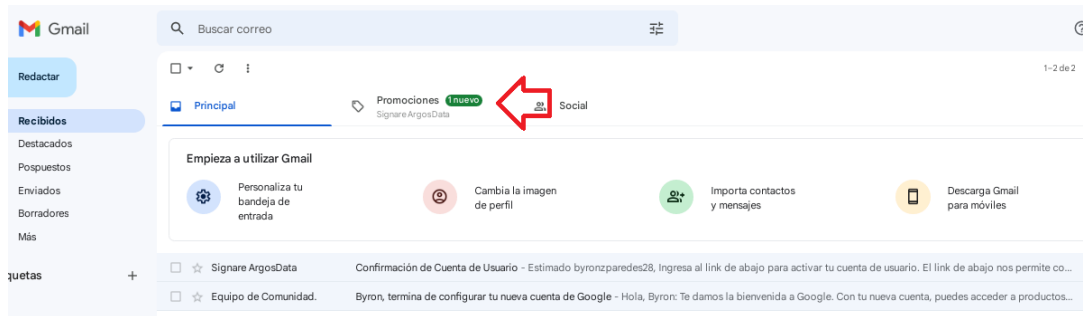 Gmail
Buscar correo
Redactar
1–2 de 2
Principal
Promociones 1 nuevo
Signare ArgosData
Social
Recibidos
Destacados
Pospuestos
Enviados
Borradores
Más
quetas +
Empieza a utilizar Gmail
Personaliza tu
bandeja de
entrada
Cambia la imagen
de perfil
Importa contactos
y mensajes
Descarga Gmail
para móviles
Signare ArgosData Confirmación de Cuenta de Usuario - Estimado byronzparedes28, Ingresa al link de abajo para activar tu cuenta de usuario. El link de abajo nos permite co...
Equipo de Comunidad. Byron, termina de configurar tu nueva cuenta de Google - Hola, Byron: Te damos la bienvenida a Google. Con tu nueva cuenta, puedes acceder a productos...